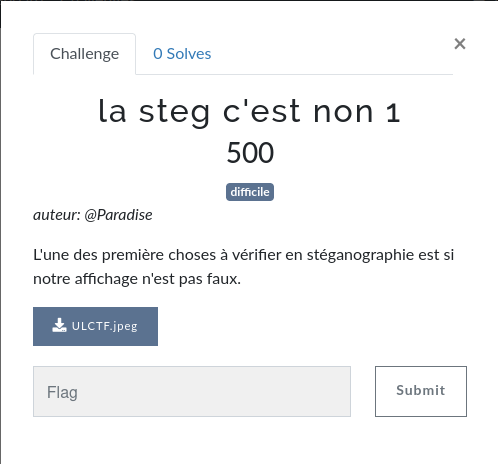 Challenge
0 Solves
×
la steg c'est non 1
500
difficile
auteur: @Paradise
L'une des première choses à vérifier en stéganographie est si
notre affichage n'est pas faux.
ULCTF.jpeg
Flag
Submit